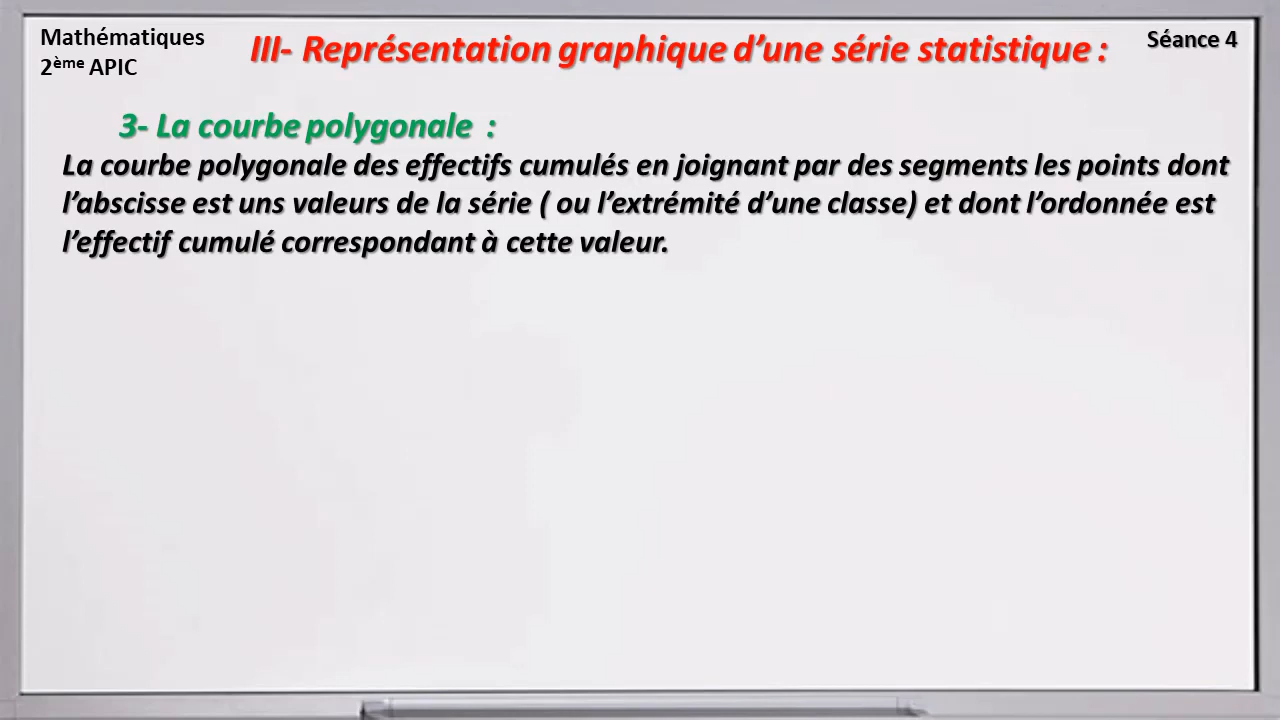 Mathématiques
2ème APIC
III- Représentation graphique d’une série statistique :
Séance 4
3- La courbe polygonale :
La courbe polygonale des effectifs cumulés en joignant par des segments les points dont
l’abscisse est uns valeurs de la série ( ou l’extrémité d’une classe) et dont l’ordonnée est
l’effectif cumulé correspondant à cette valeur.